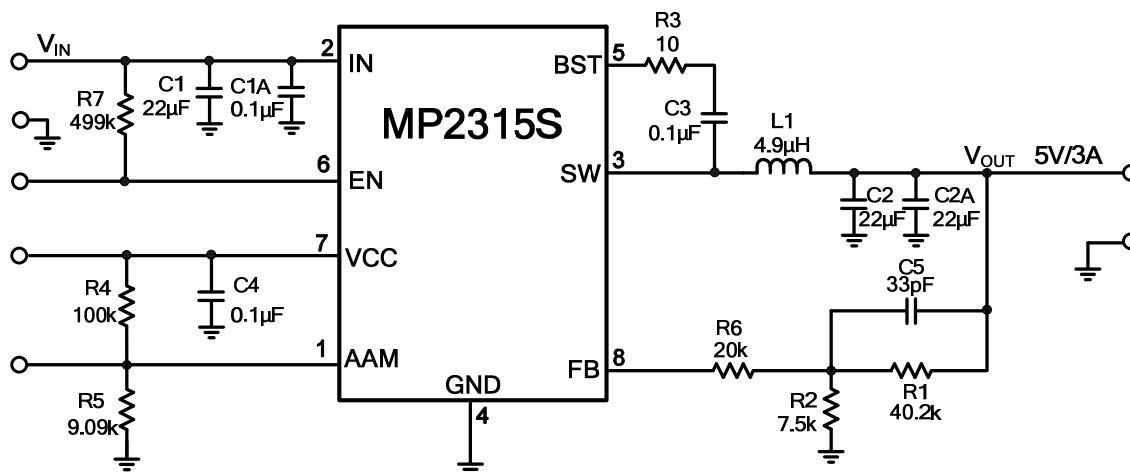 V_IN
R7
499k
C1
22µF
C1A
0.1µF
2
IN
6
EN
7
VCC
R4
100k
C4
0.1µF
1
AAM
R5
9.09k
MP2315S
GND
4
BST
5
R3
10
C3
0.1µF
SW
3
L1
4.9µH
V_OUT 5V/3A
C2
22µF
C2A
22µF
C5
33pF
FB
8
R6
20k
R2
7.5k
R1
40.2k